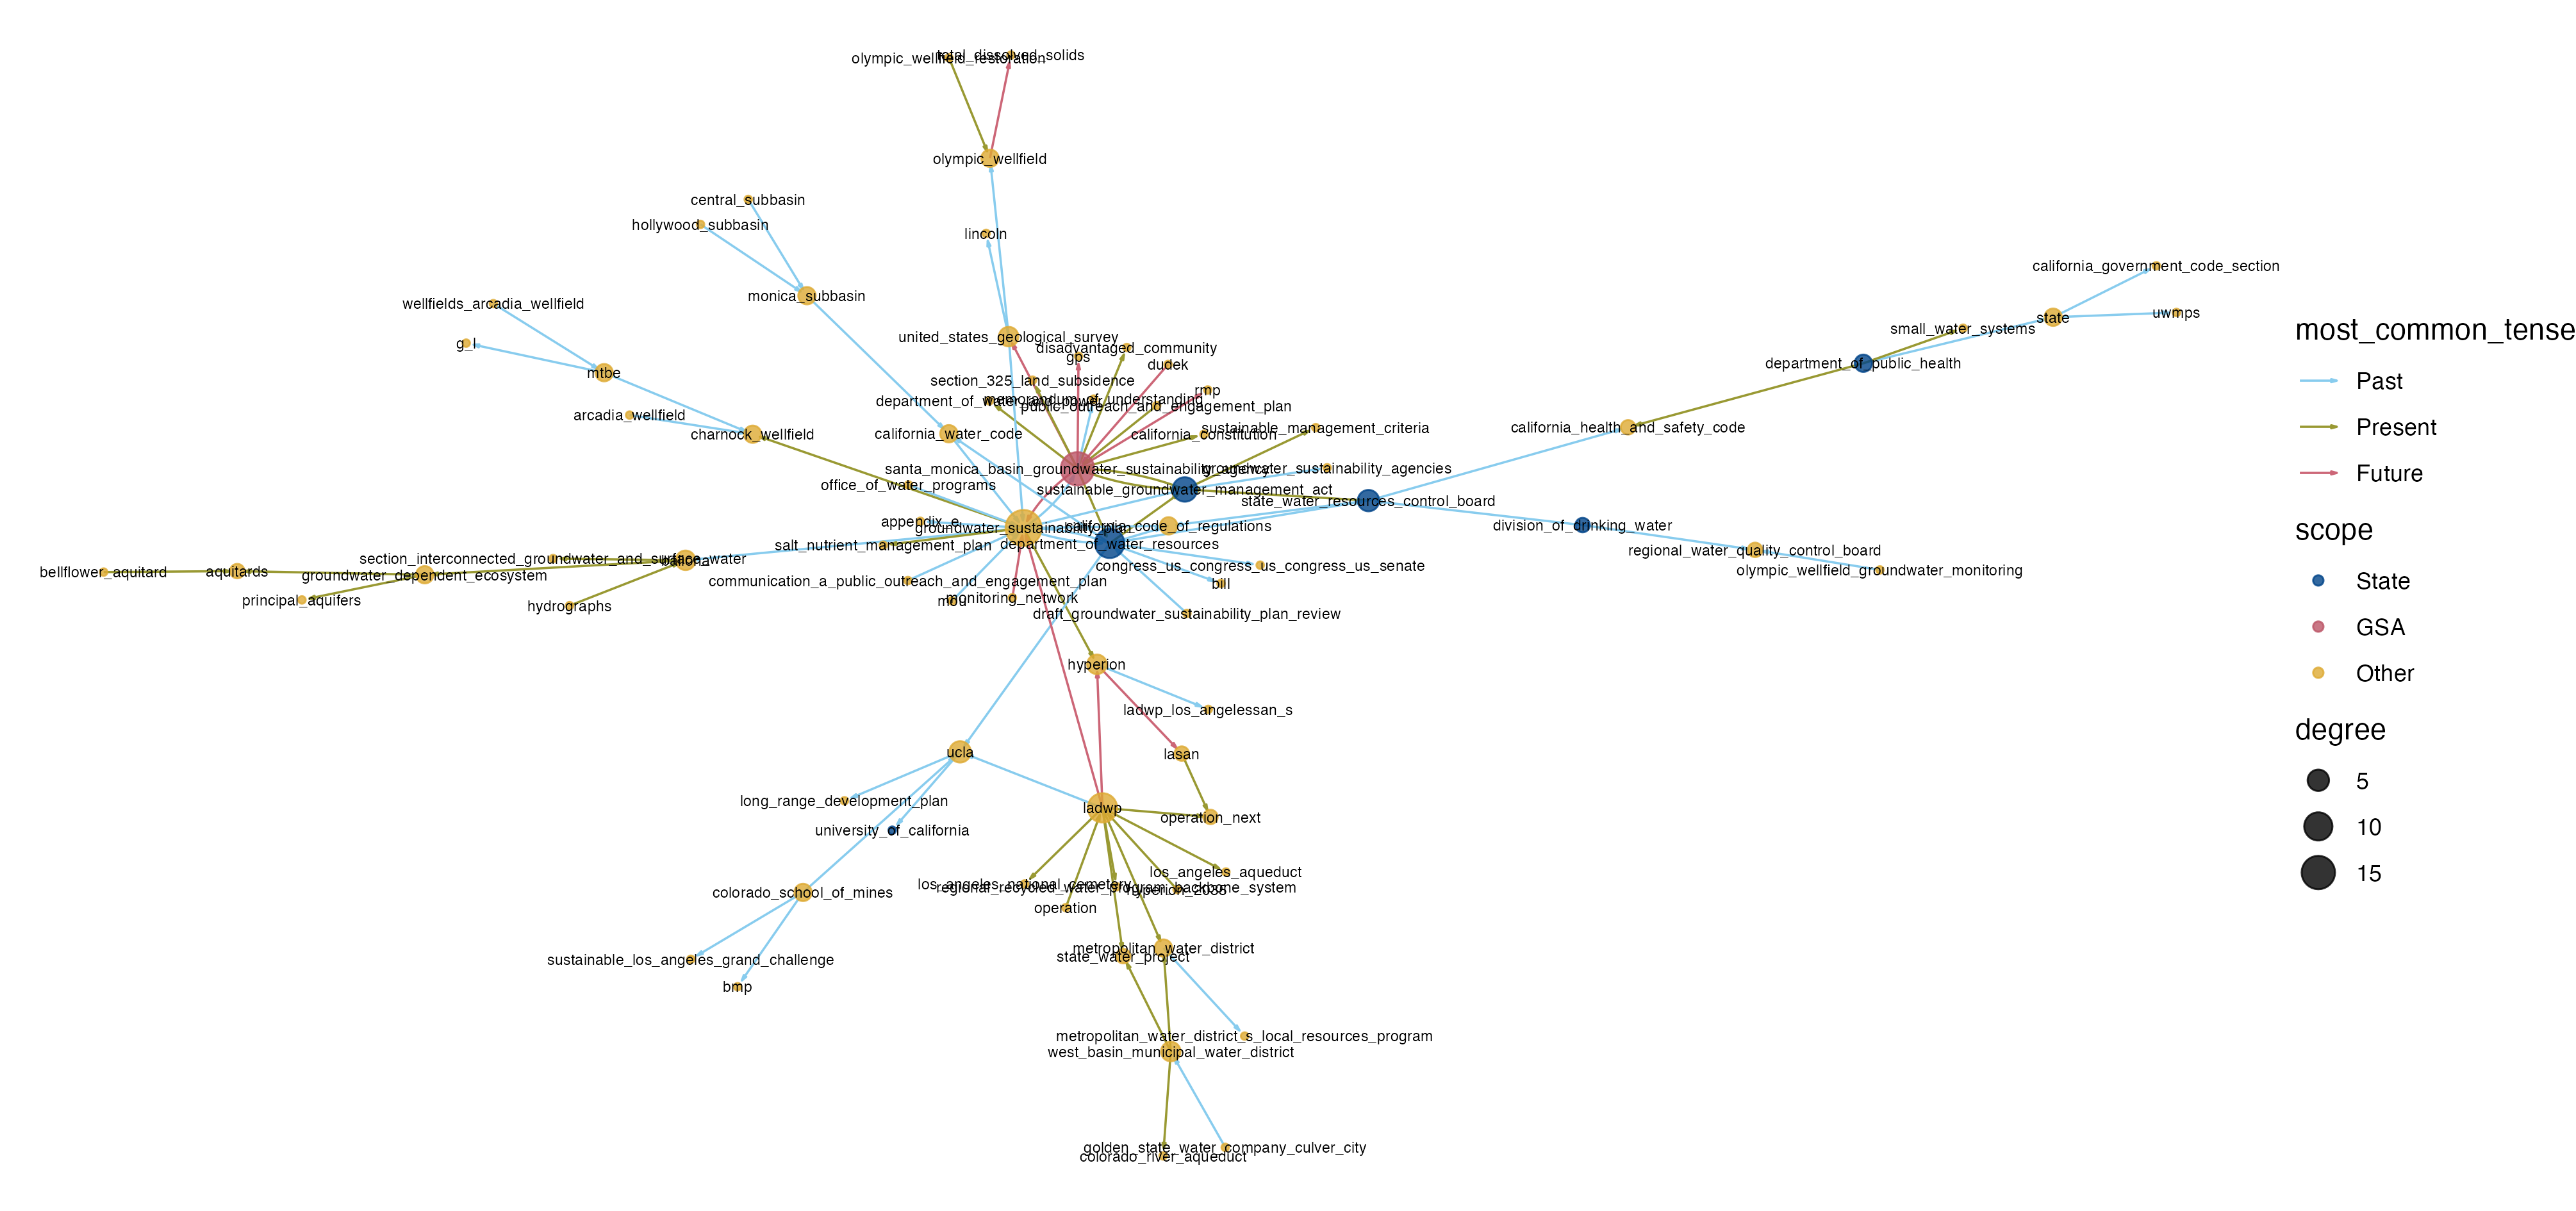 total_dissolved_solids
olympic_wellfield_restoration
olympic_wellfield
central_subbasin
hollywood_subbasin
lincoln
california_government_code_section
monica_subbasin
wellfields_arcadia_wellfield
uwmps
state
small_water_systems
united_states_geological_survey
g_l
disadvantaged_community
gps
dudek
department_of_public_health
mtbe
section_325_land_subsidence
rmp
department_of_water_and_power
memorandum_of_understanding
public_outreach_and_engagement_plan
arcadia_wellfield
california_health_and_safety_code
sustainable_management_criteria
charnock_wellfield
california_water_code
california_constitution
santa_monica_basin_groundwater_sustainability_agency
groundwater_sustainability_agencies
office_of_water_programs
sustainable_groundwater_management_act
state_water_resources_control_board
appendix_e
groundwater_sustainability_plan
california_code_of_regulations
division_of_drinking_water
salt_nutrient_management_plan
department_of_water_resources
regional_water_quality_control_board
section_interconnected_groundwater_and_surface_water
ballona
congress_us_congress_us_congress_us_senate
olympic_wellfield_groundwater_monitoring
bellflower_aquitard
aquitards
groundwater_dependent_ecosystem
communication_a_public_outreach_and_engagement_plan
bill
principal_aquifers
hydrographs
mou
monitoring_network
draft_groundwater_sustainability_plan_review
hyperion
ladwp_los_angelessan_s
ucla
lasan
long_range_development_plan
ladwp
operation_next
university_of_california
los_angeles_aqueduct
los_angeles_national_cemetery
regional_recycled_water_program_backbone_system
hyperion_2035
colorado_school_of_mines
operation
metropolitan_water_district
state_water_project
sustainable_los_angeles_grand_challenge
bmp
metropolitan_water_district_s_local_resources_program
west_basin_municipal_water_district
golden_state_water_company_culver_city
colorado_river_aqueduct
most_common_tense
Past
Present
Future
scope
State
GSA
Other
degree
5
10
15